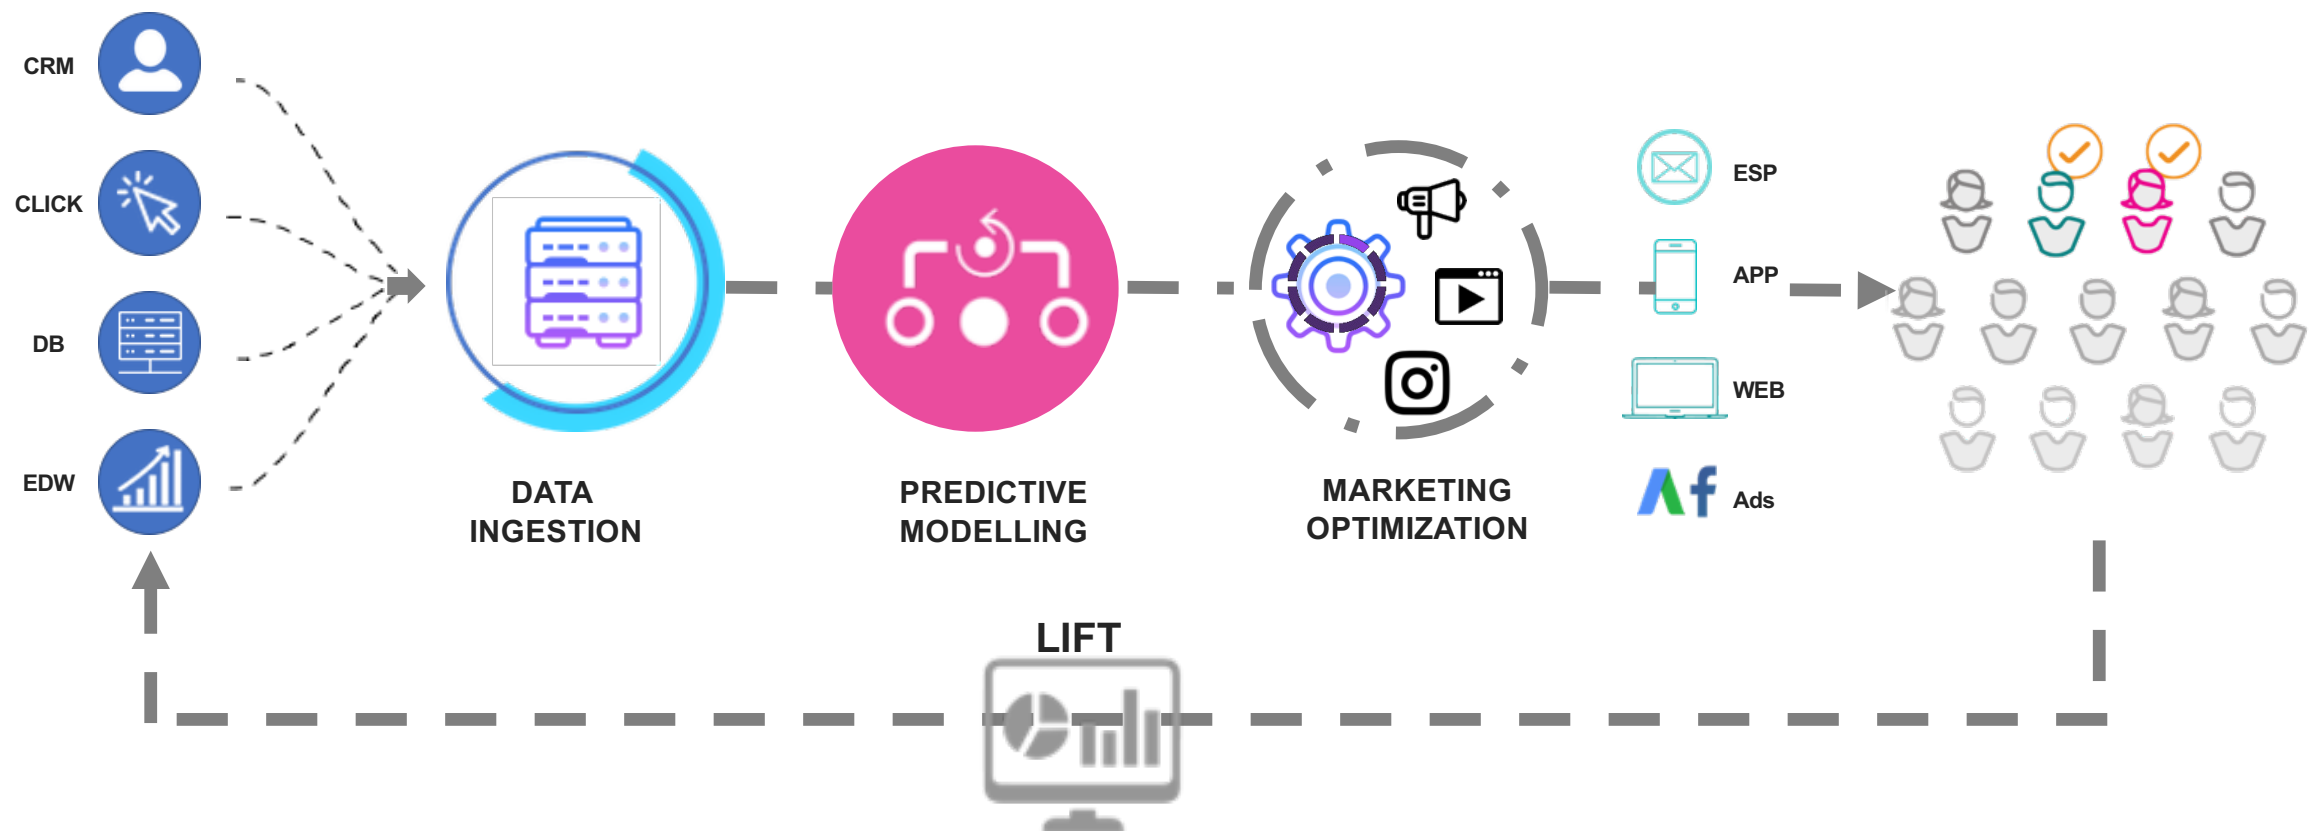 CRM
CLICK
DB
EDW
DATA
INGESTION
PREDICTIVE
MODELLING
MARKETING
OPTIMIZATION
ESP
APP
WEB
Ads
LIFT